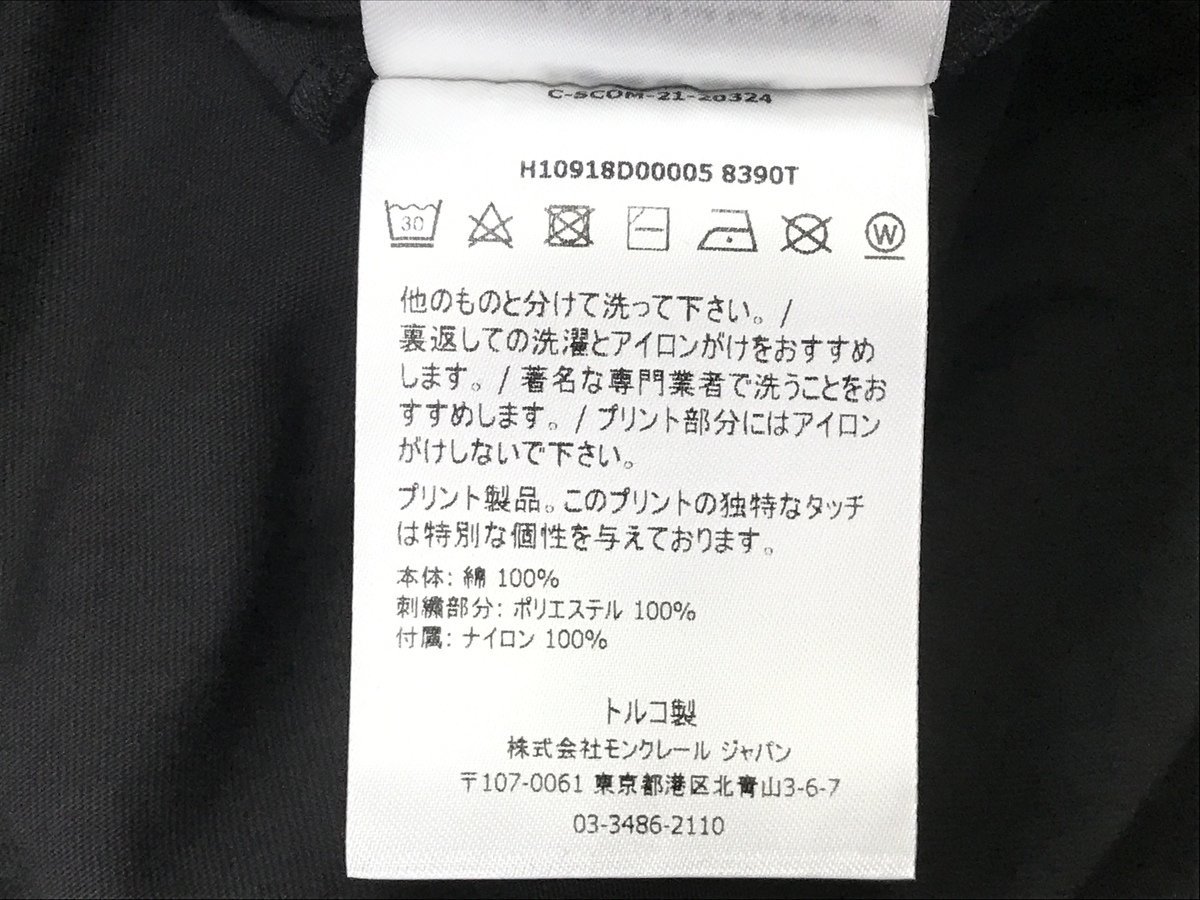 C-SCOM-21-20324
H10918D00005 8390T
30
W
他のものと分けて洗って下さい。/
裏返しての洗濯とアイロンがけをおすすめ
します。/ 著名な専門業者で洗うことをお
すすめします。/ プリント部分にはアイロン
がけしないで下さい。
プリント製品。このプリントの独特なタッチ
は特別な個性を与えております。
本体: 綿 100%
刺繍部分: ポリエステル 100%
付属: ナイロン 100%
トルコ製
株式会社モンクレール ジャパン
〒107-0061 東京都港区北青山3-6-7
03-3486-2110